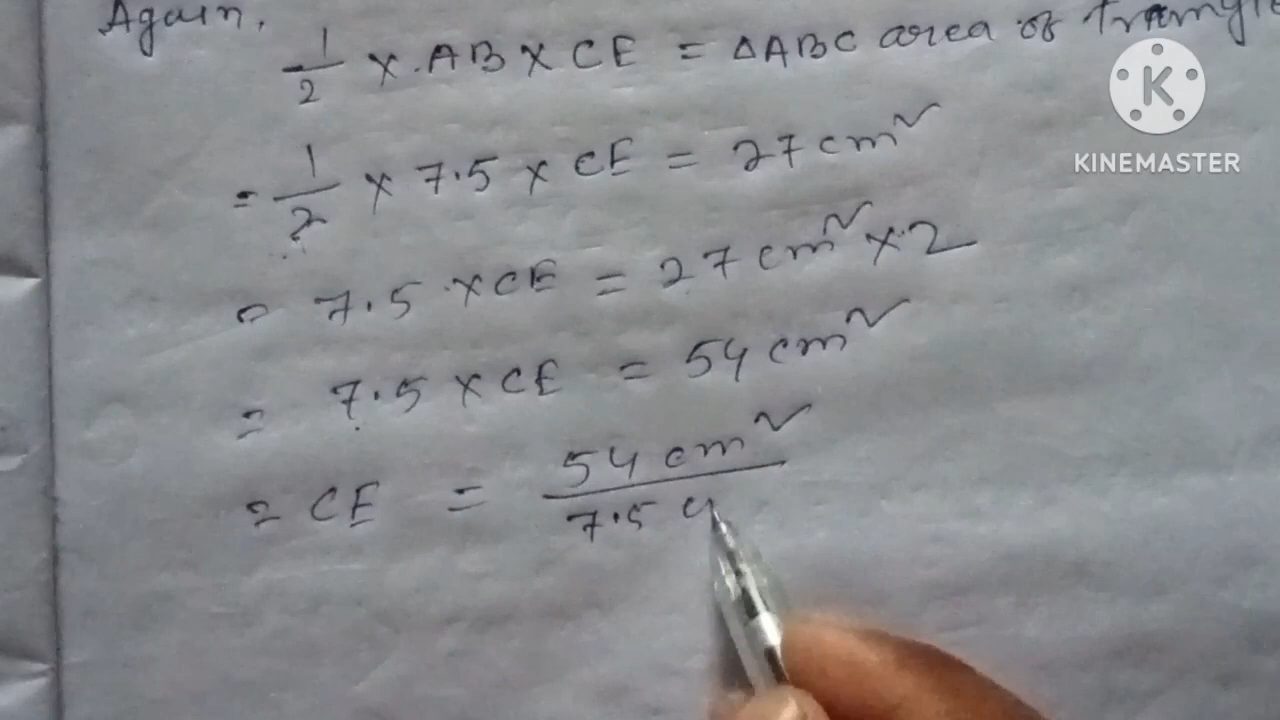 Again,
1/2 × AB × CE = ΔABC area of triangle
= 1/2 × 7.5 × CE = 27 cm²
= 7.5 × CE = 27 cm² × 2
= 7.5 × CE = 54 cm²
= CE = 54 cm² / 7.5 c
K
KINEMASTER